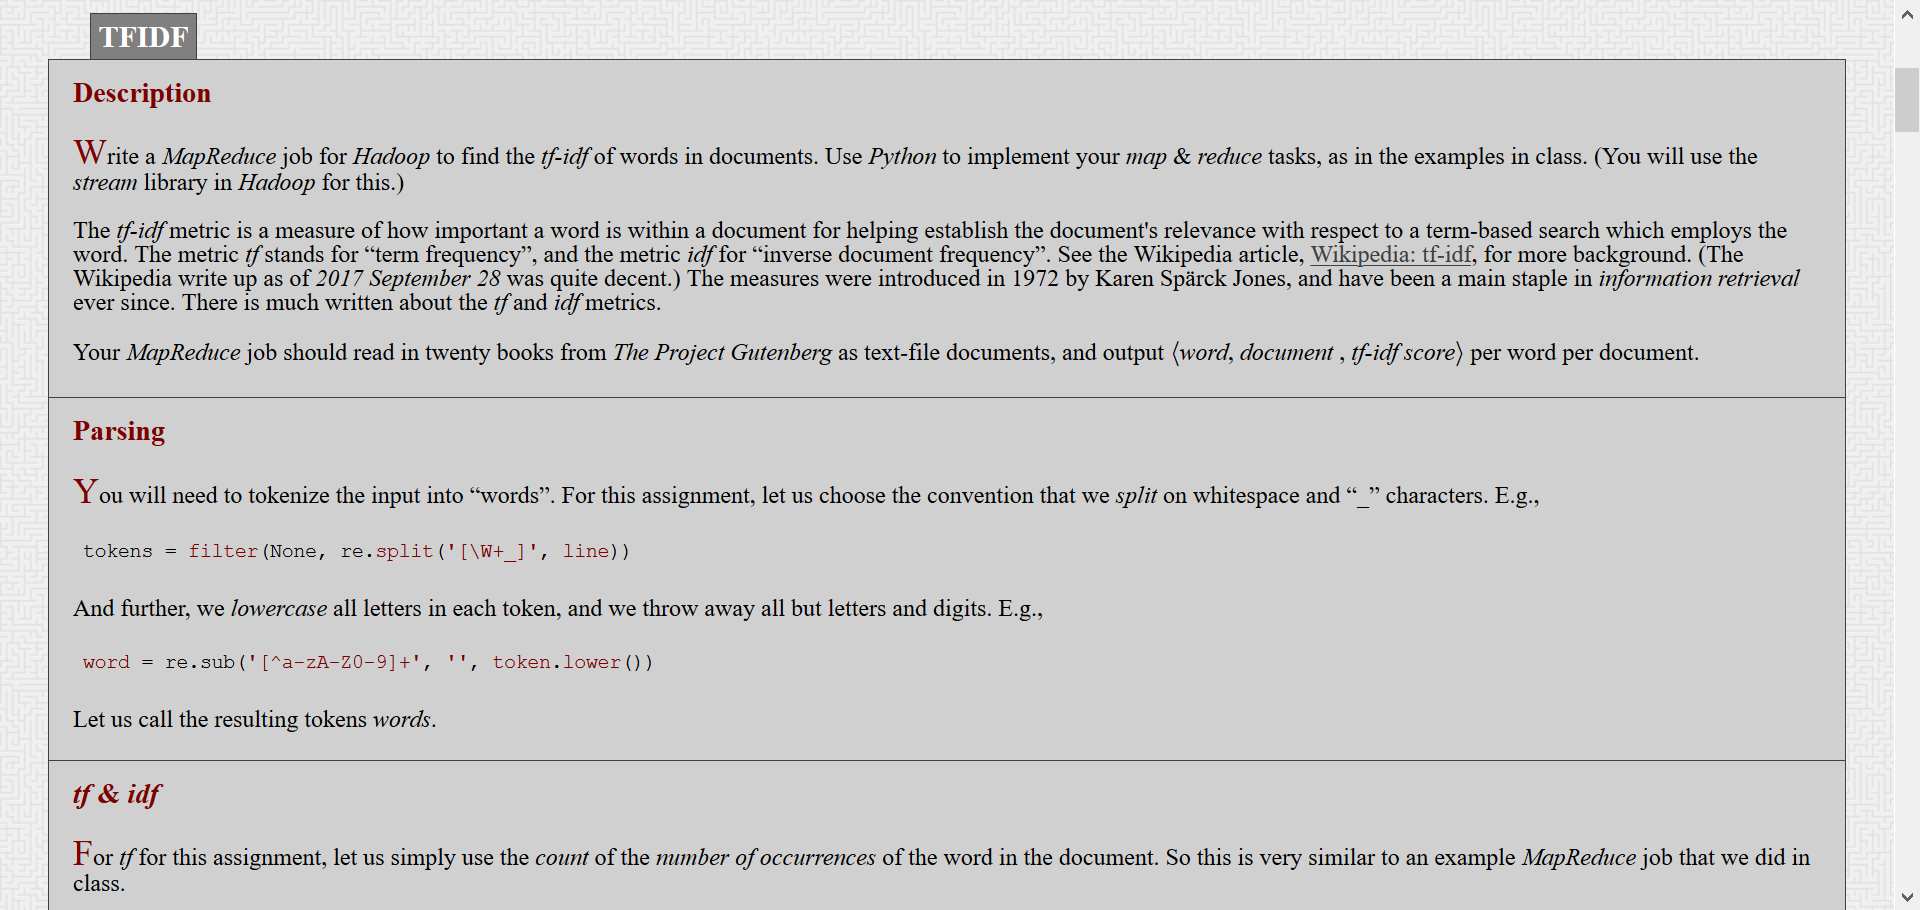 TFIDF
Description
Write a MapReduce job for Hadoop to find the tf-idf of words in documents. Use Python to implement your map & reduce tasks, as in the examples in class. (You will use the
stream library in Hadoop for this.)
The tf-idf metric is a measure of how important a word is within a document for helping establish the document's relevance with respect to a term-based search which employs the
word. The metric tf stands for “term frequency”, and the metric idf for “inverse document frequency”. See the Wikipedia article, Wikipedia: tf-idf, for more background. (The
Wikipedia write up as of 2017 September 28 was quite decent.) The measures were introduced in 1972 by Karen Spärck Jones, and have been a main staple in information retrieval
ever since. There is much written about the tf and idf metrics.
Your MapReduce job should read in twenty books from The Project Gutenberg as text-file documents, and output ⟨word, document , tf-idf score⟩ per word per document.
Parsing
You will need to tokenize the input into “words”. For this assignment, let us choose the convention that we split on whitespace and “_” characters. E.g.,
tokens = filter(None, re.split('[\W+_]', line))
And further, we lowercase all letters in each token, and we throw away all but letters and digits. E.g.,
word = re.sub('[^a-zA-Z0-9]+', '', token.lower())
Let us call the resulting tokens words.
tf & idf
For tf for this assignment, let us simply use the count of the number of occurrences of the word in the document. So this is very similar to an example MapReduce job that we did in
class.